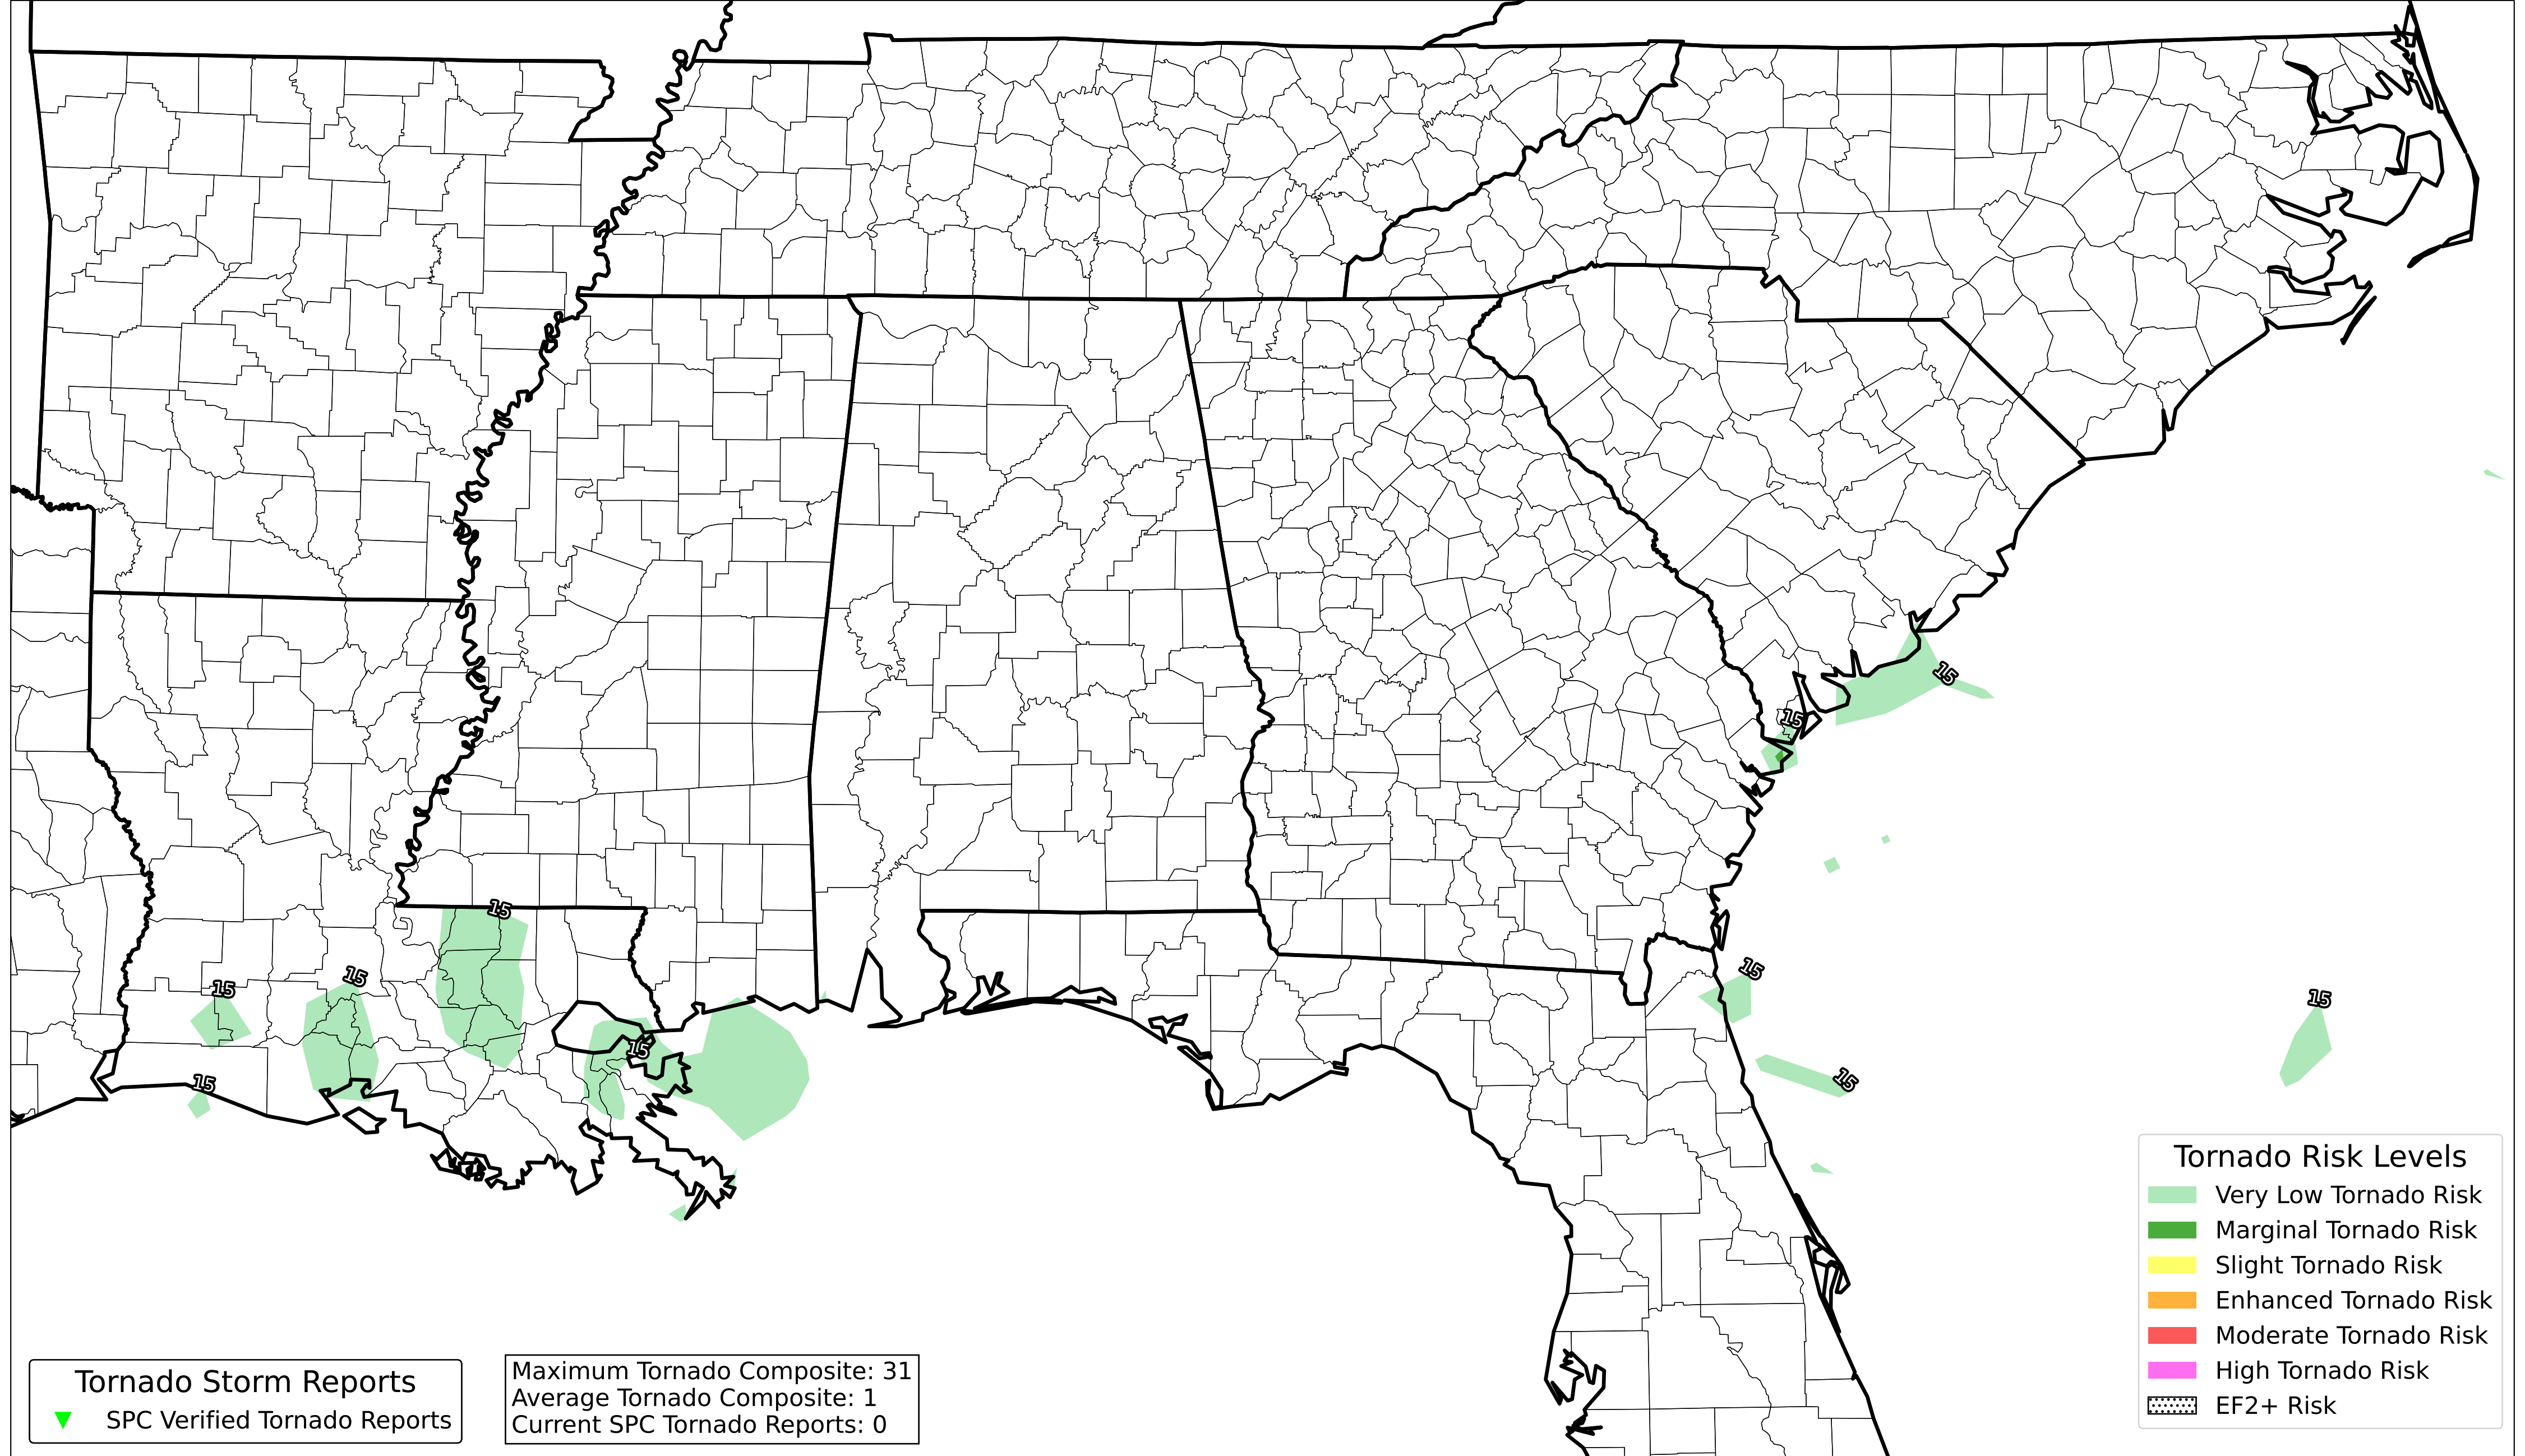 15
15
15
15
15
15
15
15
15
15
Tornado Risk Levels
Very Low Tornado Risk
Marginal Tornado Risk
Slight Tornado Risk
Enhanced Tornado Risk
Moderate Tornado Risk
High Tornado Risk
EF2+ Risk
Tornado Storm Reports
SPC Verified Tornado Reports
Maximum Tornado Composite: 31
Average Tornado Composite: 1
Current SPC Tornado Reports: 0